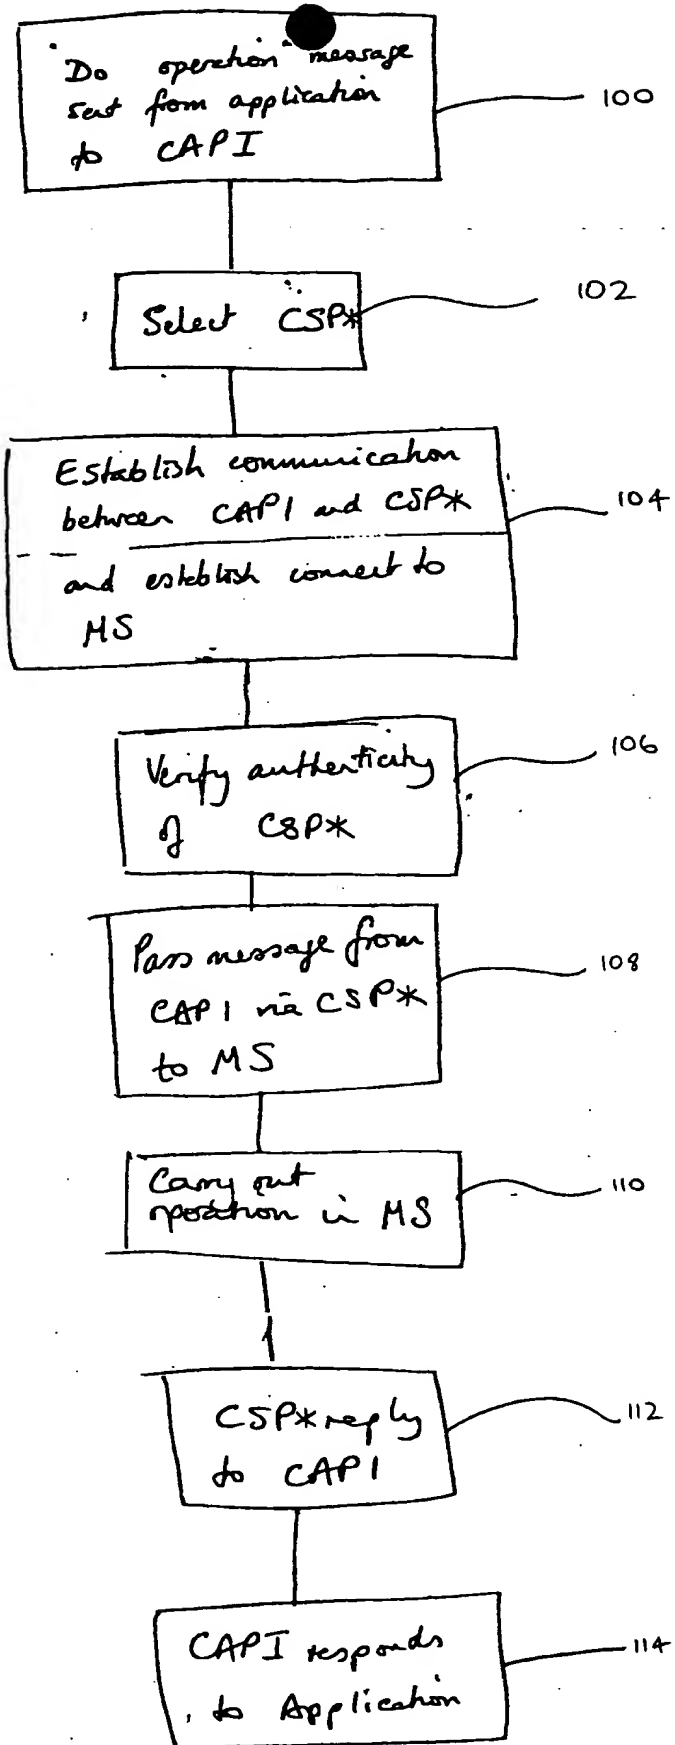 "Do operation" message
sent from application
to CAPI
100
Select CSP*
102
Establish communication
between CAPI and CSP*
and establish connect to
MS
104
Verify authenticity
of CSP*
106
Pass message from
CAPI via CSP*
to MS
108
Carry out
operation in MS
110
CSP* reply
to CAPI
112
CAPI responds
to Application
114